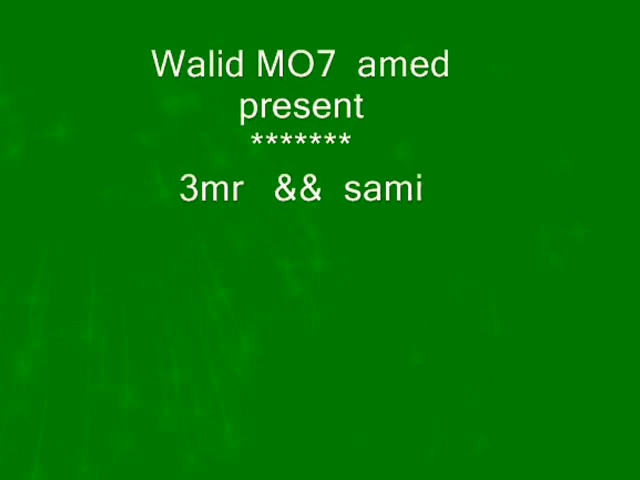 Walid MO7  amed
present
*******
3mr   &&  sami